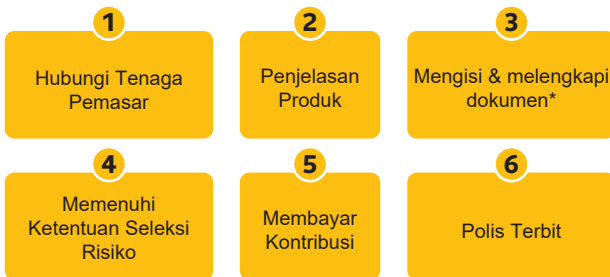 1
Hubungi Tenaga
Pemasar
2
Penjelasan
Produk
3
Mengisi & melengkapi
dokumen*
4
Memenuhi
Ketentuan Seleksi
Risiko
5
Membayar
Kontribusi
6
Polis Terbit